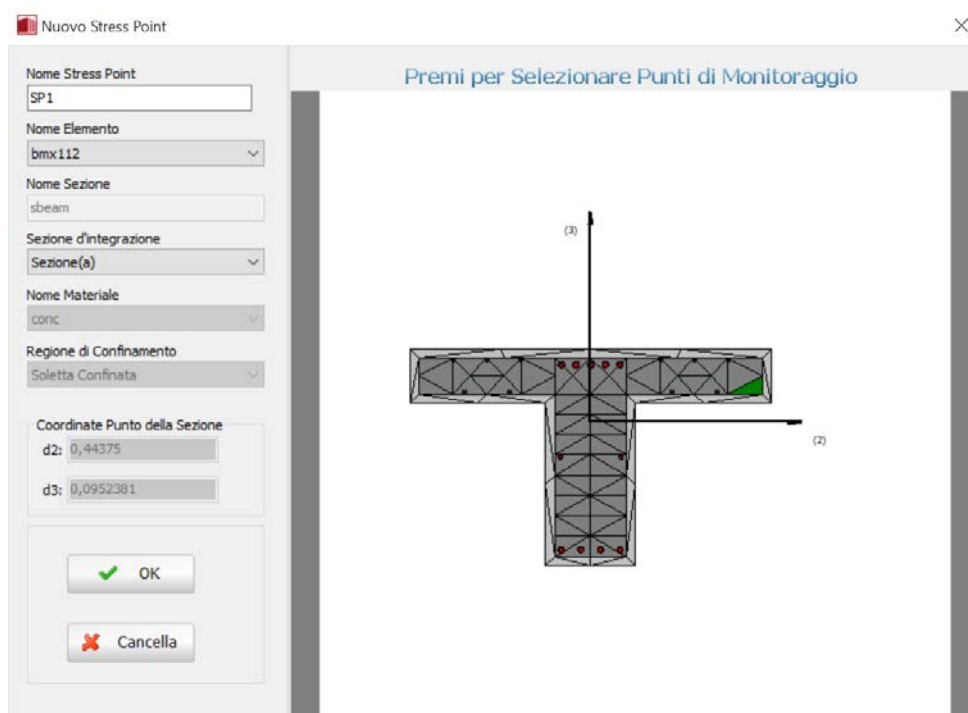 Nuovo Stress Point
Nome Stress Point
SP1
Nome Elemento
bmx112
Nome Sezione
sbeam
Sezione d'integrazione
Sezione(a)
Nome Materiale
conc
Regione di Confinamento
Soletta Confinata
Coordinate Punto della Sezione
d2: 0,44375
d3: 0,0952381
OK
Cancella
Premi per Selezionare Punti di Monitoraggio
(3)
(2)